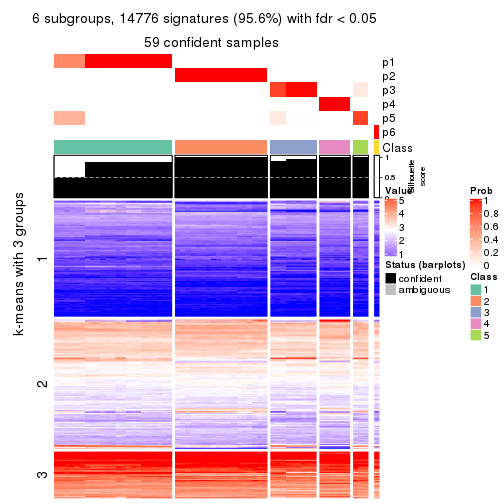 6 subgroups, 14776 signatures (95.6%) with fdr < 0.05
59 confident samples
p1
p2
p3
p4
p5
p6
Class
1
0.5
0
Silhouette
score
k-means with 3 groups
1
2
3
Value
5
4
3
2
1
Status (barplots)
confident
ambiguous
Prob
1
0.8
0.6
0.4
0.2
0
Class
1
2
3
4
5